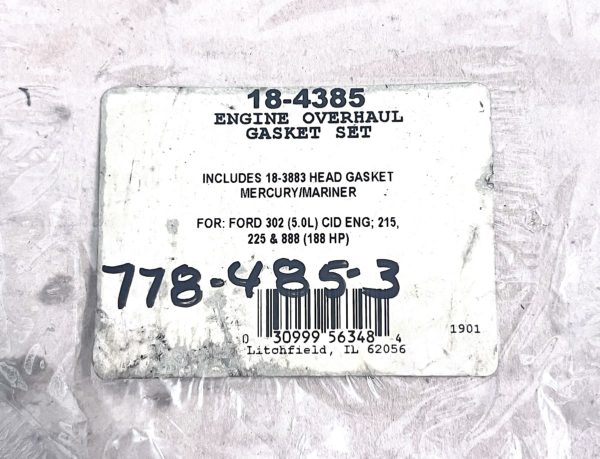 18-4385
ENGINE OVERHAUL
GASKET SET
INCLUDES 18-3883 HEAD GASKET
MERCURY/MARINER
FOR: FORD 302 (5.0L) CID ENG; 215,
225 & 888 (188 HP)
778-485-3
0 30999 56348 4
1901
Litchfield, IL 62056